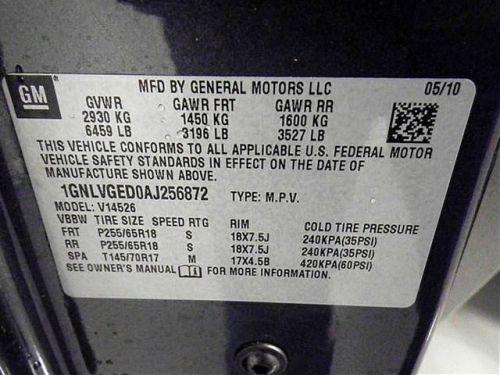 GM
MFD BY GENERAL MOTORS LLC 05/10
GVWR GAWR FRT GAWR RR
2930 KG 1450 KG 1600 KG
6459 LB 3196 LB 3527 LB
THIS VEHICLE CONFORMS TO ALL APPLICABLE U.S. FEDERAL MOTOR
VEHICLE SAFETY STANDARDS IN EFFECT ON THE DATE OF
MANUFACTURE SHOWN ABOVE.
1GNLVGED0AJ256872 TYPE: M.P.V.
MODEL: V14526
VBBW TIRE SIZE SPEED RTG RIM COLD TIRE PRESSURE
FRT P255/65R18 S 18X7.5J 240KPA(35PSI)
RR P255/65R18 S 18X7.5J 240KPA(35PSI)
SPA T145/70R17 M 17X4.5B 420KPA(60PSI)
SEE OWNER'S MANUAL FOR MORE INFORMATION.